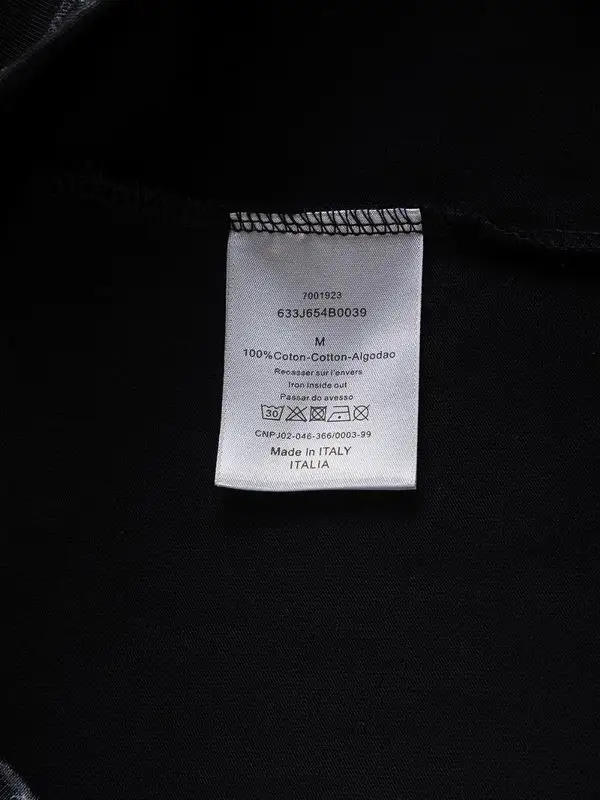 7001923
633J654B0039
M
100%Coton-Cotton-Algodao
Recasser sur l'envers
Iron Inside out
Passar do avesso
30
CNPJ02-046-366/0003-99
Made In ITALY
ITALIA